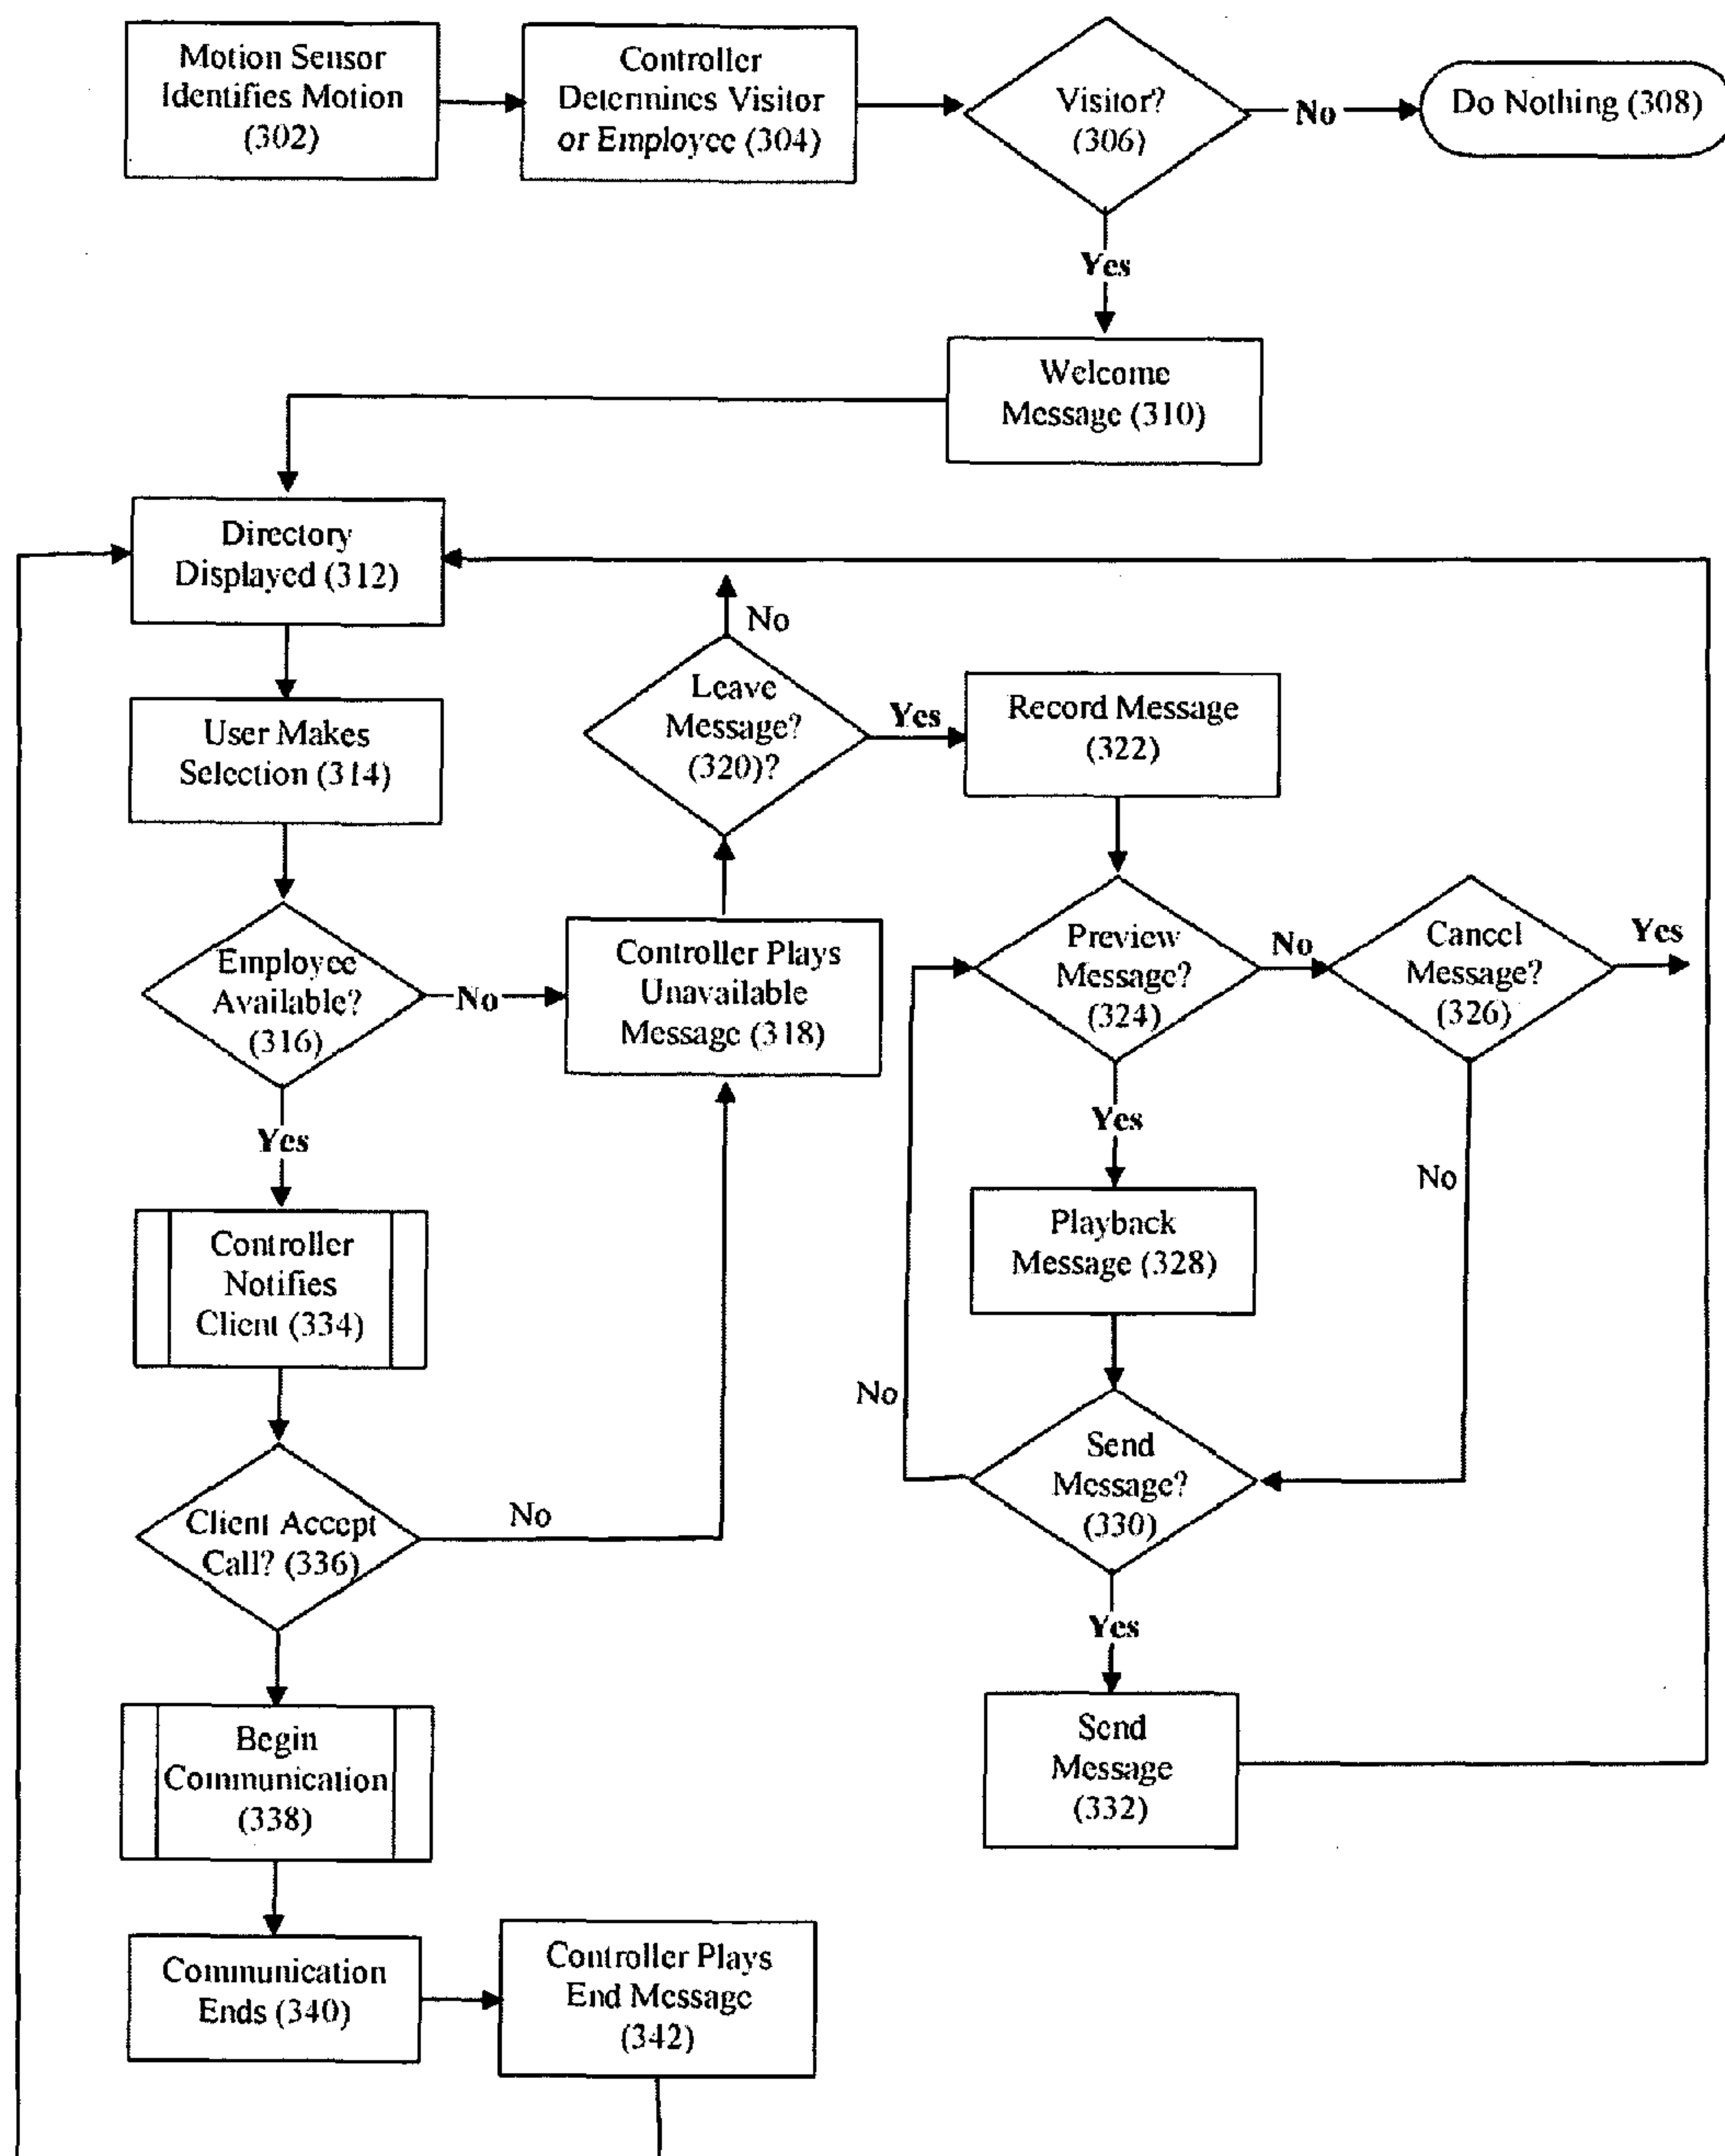 Motion Sensor
Identifies Motion
(302)
Controller
Determines Visitor
or Employee (304)
Visitor?
(306)
No
Do Nothing (308)
Yes
Welcome
Message (310)
Directory
Displayed (312)
No
User Makes
Selection (314)
Leave
Message?
(320)?
Yes
Record Message
(322)
Employee
Available?
(316)
No
Controller Plays
Unavailable
Message (318)
Preview
Message?
(324)
No
Cancel
Message?
(326)
Yes
Yes
Yes
No
Controller
Notifies
Client (334)
Playback
Message (328)
No
Send
Message?
(330)
Client Accept
Call? (336)
No
Yes
Begin
Communication
(338)
Send
Message
(332)
Communication
Ends (340)
Controller Plays
End Message
(342)